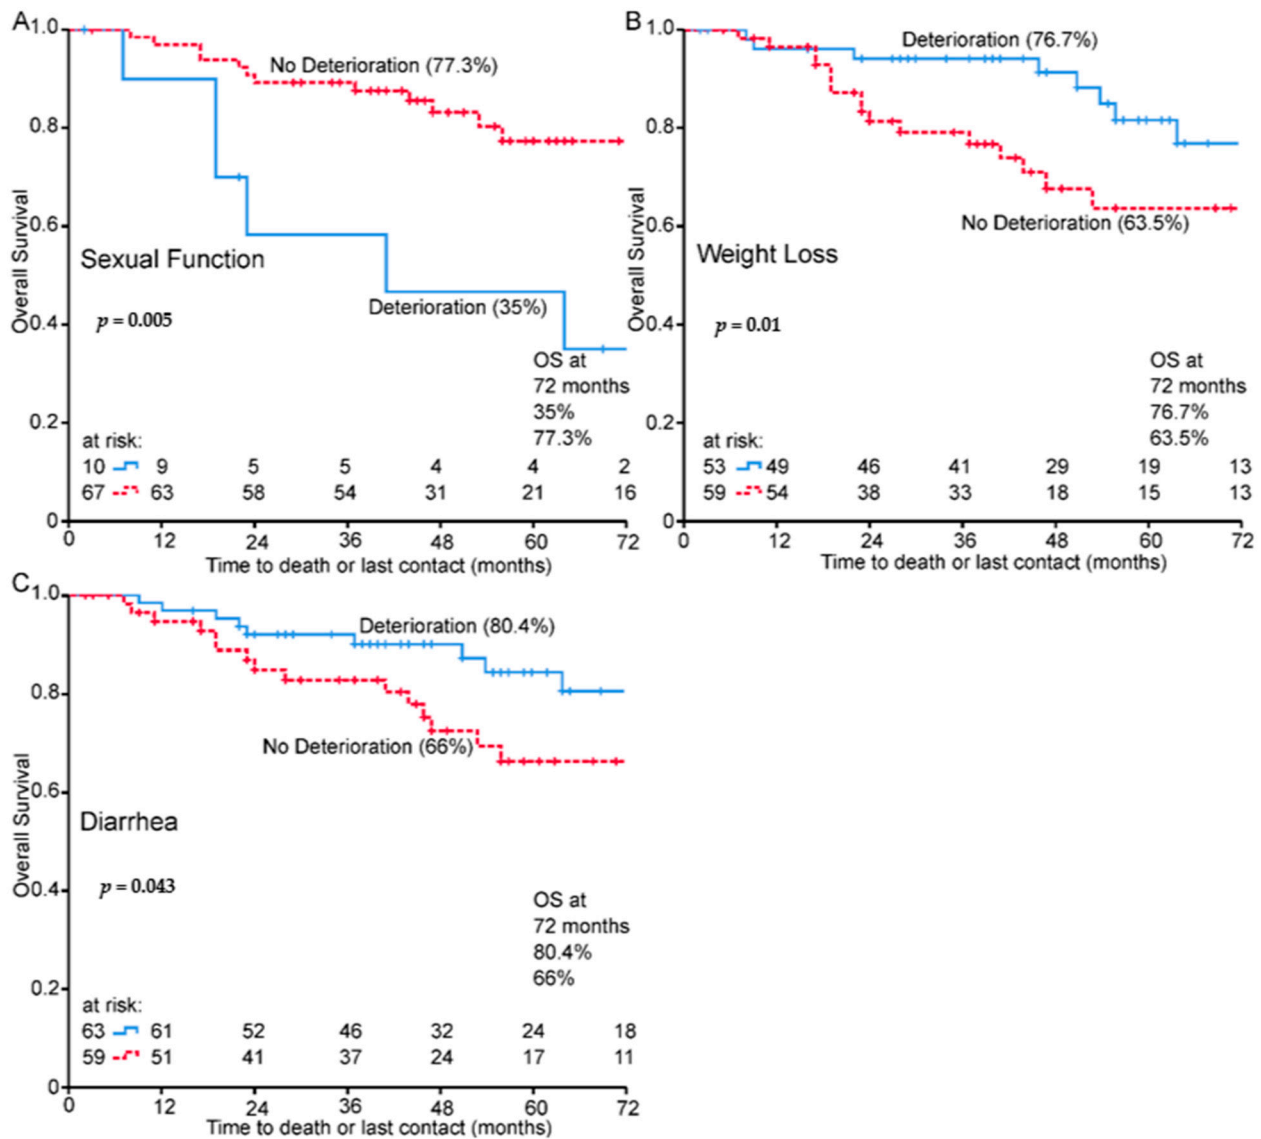 A
1.0
0.8
0.6
0.4
0.2
0
Overall Survival
No Deterioration (77.3%)
Sexual Function
p = 0.005
Deterioration (35%)
OS at
72 months
35%
77.3%
at risk:
10 9 5 5 4 4 2
67 63 58 54 31 21 16
0 12 24 36 48 60 72
Time to death or last contact (months)
B
1.0
0.8
0.6
0.4
0.2
0
Overall Survival
Deterioration (76.7%)
No Deterioration (63.5%)
Weight Loss
p = 0.01
OS at
72 months
76.7%
63.5%
at risk:
53 49 46 41 29 19 13
59 54 38 33 18 15 13
0 12 24 36 48 60 72
Time to death or last contact (months)
C
1.0
0.8
0.6
0.4
0.2
0
Overall Survival
Deterioration (80.4%)
No Deterioration (66%)
Diarrhea
p = 0.043
OS at
72 months
80.4%
66%
at risk:
63 61 52 46 32 24 18
59 51 41 37 24 17 11
0 12 24 36 48 60 72
Time to death or last contact (months)